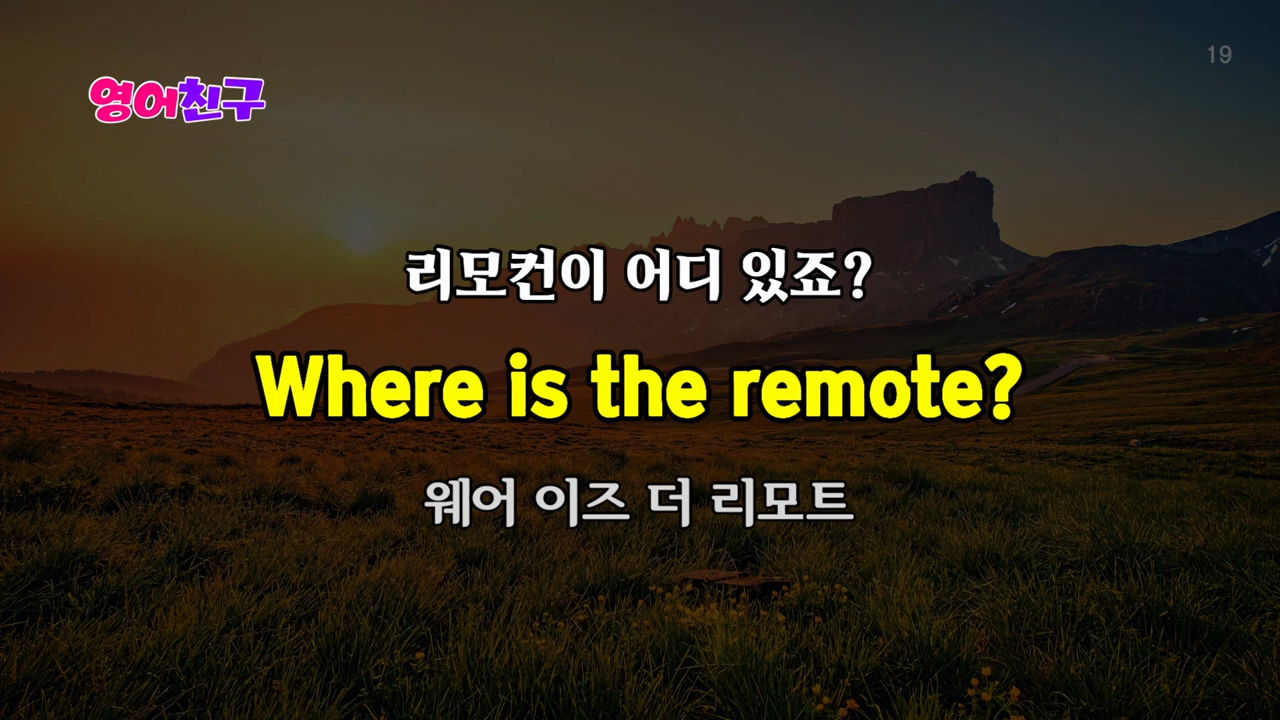 19
영어친구
리모컨이 어디 있죠?
Where is the remote?
웨어 이즈 더 리모트